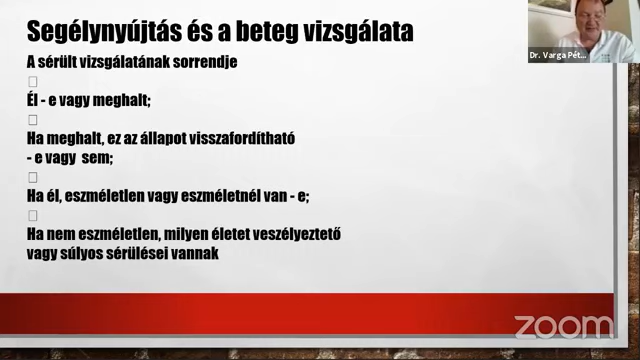 Segélynyújtás és a beteg vizsgálata
A sérült vizsgálatának sorrendje
Él - e vagy meghalt;
Ha meghalt, ez az állapot visszafordítható
- e vagy sem;
Ha él, eszméletlen vagy eszméletnél van - e;
Ha nem eszméletlen, milyen életet veszélyeztető
vagy súlyos sérülései vannak
Dr. Varga Pét...
zoom